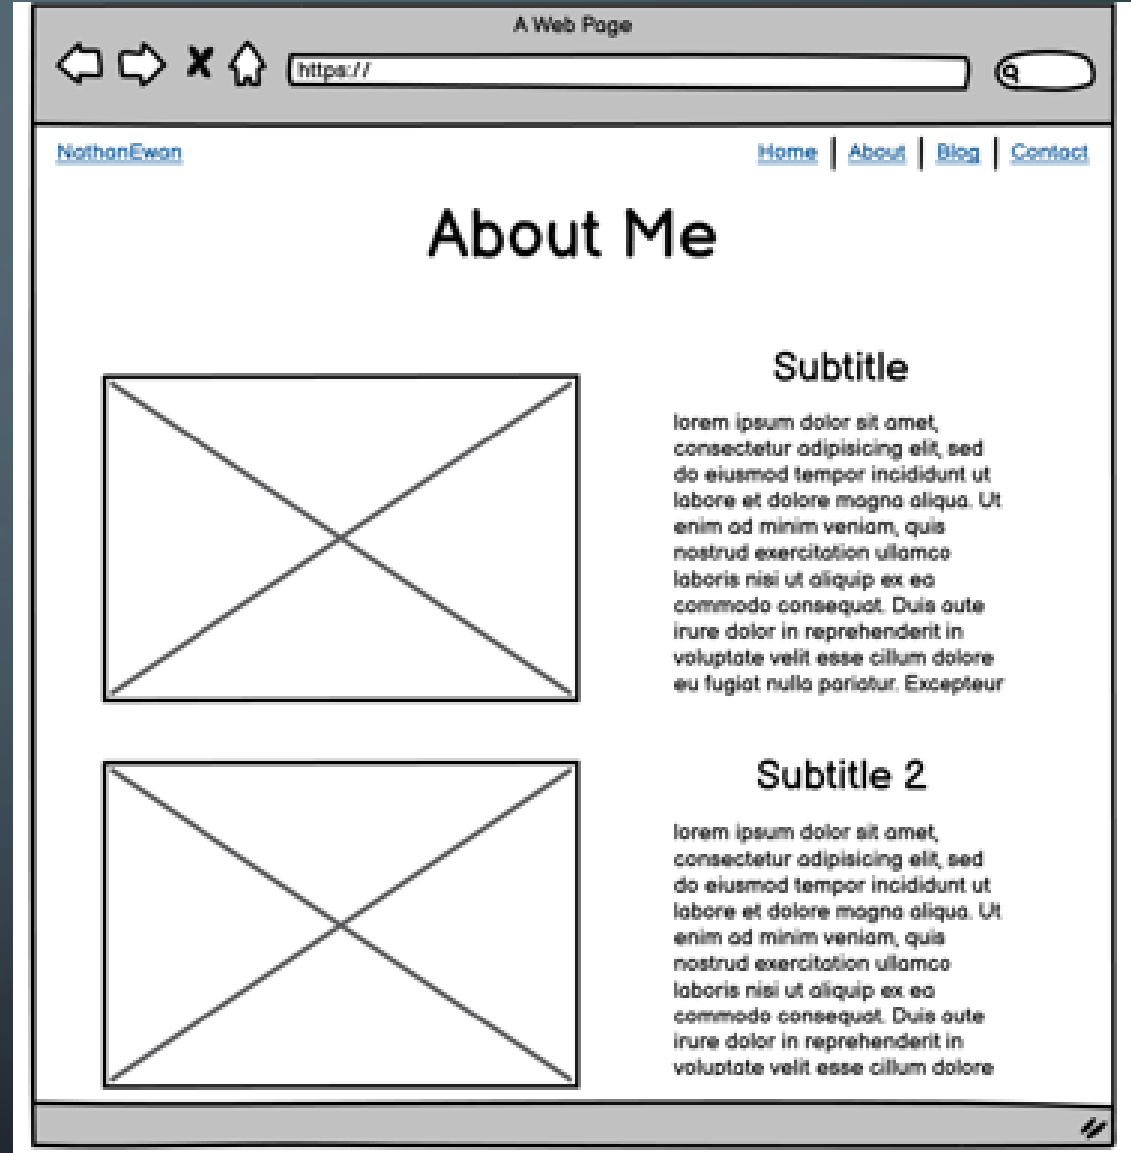 A Web Page
https://
NathanEwan
Home | About | Blog | Contact
About Me
Subtitle
lorem ipsum dolor sit amet,
consectetur adipisicing elit, sed
do eiusmod tempor incididunt ut
labore et dolore magna aliqua. Ut
enim ad minim veniam, quis
nostrud exercitation ullamco
laboris nisi ut aliquip ex ea
commodo consequat. Duis aute
irure dolor in reprehenderit in
voluptate velit esse cillum dolore
eu fugiat nulla pariatur. Excepteur
Subtitle 2
lorem ipsum dolor sit amet,
consectetur adipisicing elit, sed
do eiusmod tempor incididunt ut
labore et dolore magna aliqua. Ut
enim ad minim veniam, quis
nostrud exercitation ullamco
laboris nisi ut aliquip ex ea
commodo consequat. Duis aute
irure dolor in reprehenderit in
voluptate velit esse cillum dolore